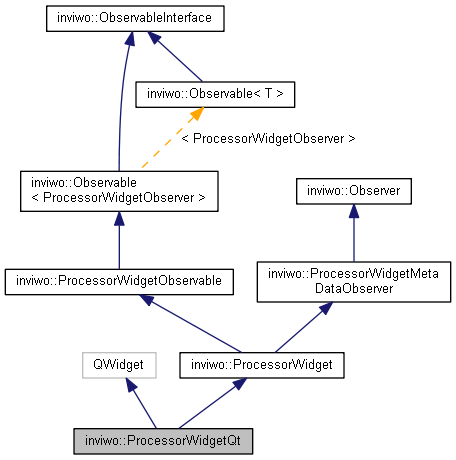 inviwo::ObservableInterface
inviwo::Observable< T >
< ProcessorWidgetObserver >
inviwo::Observable
< ProcessorWidgetObserver >
inviwo::Observer
inviwo::ProcessorWidgetObservable
inviwo::ProcessorWidgetMeta
DataObserver
QWidget
inviwo::ProcessorWidget
inviwo::ProcessorWidgetQt